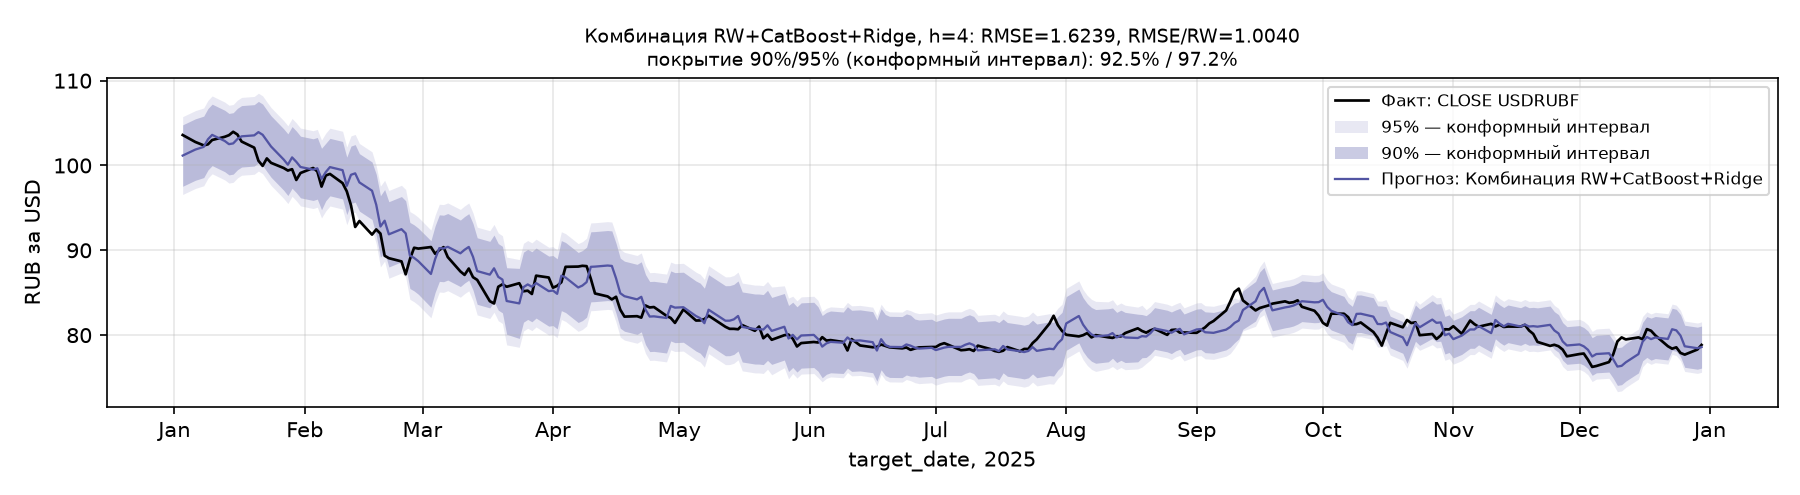 Комбинация RW+CatBoost+Ridge, h=4: RMSE=1.6239, RMSE/RW=1.0040
покрытие 90%/95% (конформный интервал): 92.5% / 97.2%
110
100
90
80
RUB за USD
Факт: CLOSE USDRUBF
95% — конформный интервал
90% — конформный интервал
Прогноз: Комбинация RW+CatBoost+Ridge
Jan Feb Mar Apr May Jun Jul Aug Sep Oct Nov Dec Jan
target_date, 2025